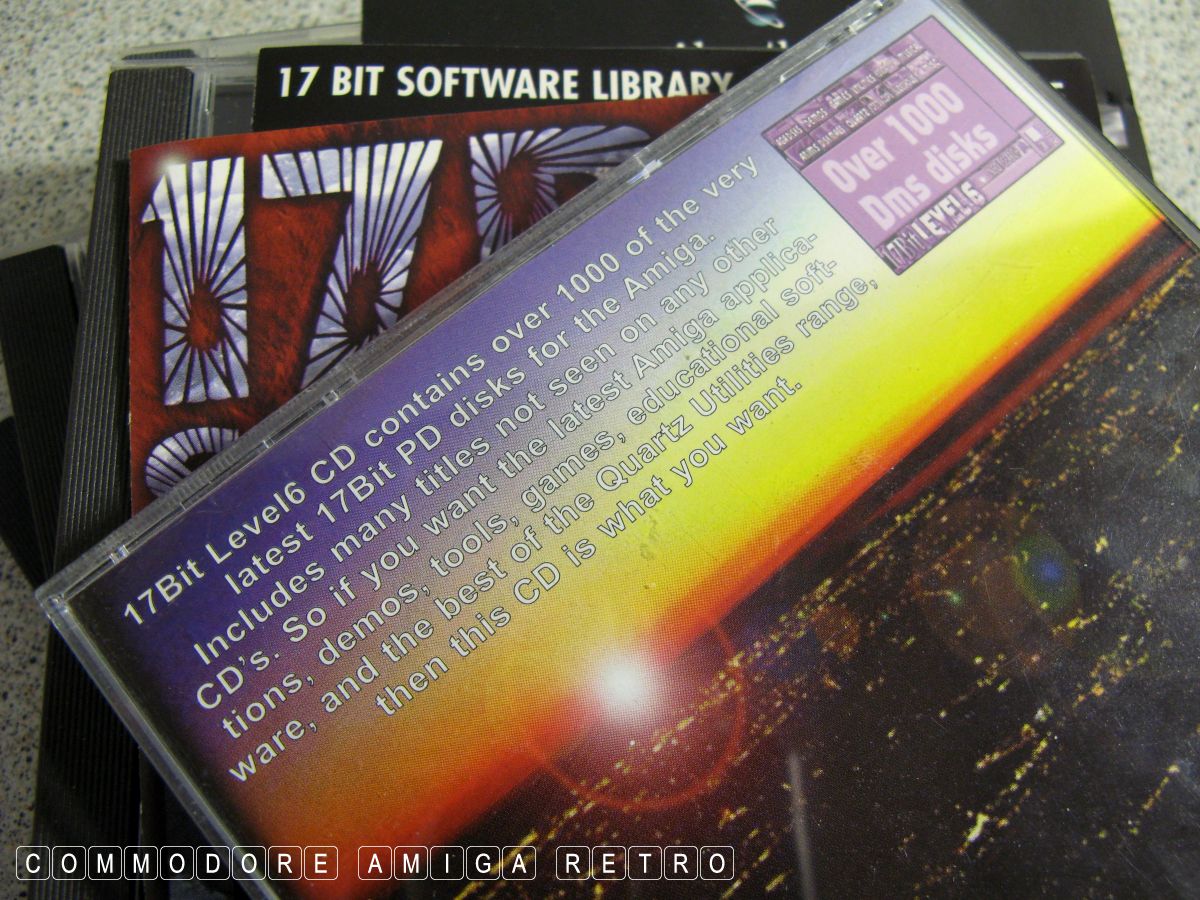 17 BIT SOFTWARE LIBRARY
17B
Over 1000
Dms disks
17Bit LEVEL6
17Bit Level6 CD contains over 1000 of the very
latest 17Bit PD disks for the Amiga.
Includes many titles not seen on any other
CD's. So if you want the latest Amiga applica-
tions, demos, tools, games, educational soft-
ware, and the best of the Quartz Utilities range,
then this CD is what you want.
COMMODORE AMIGA RETRO